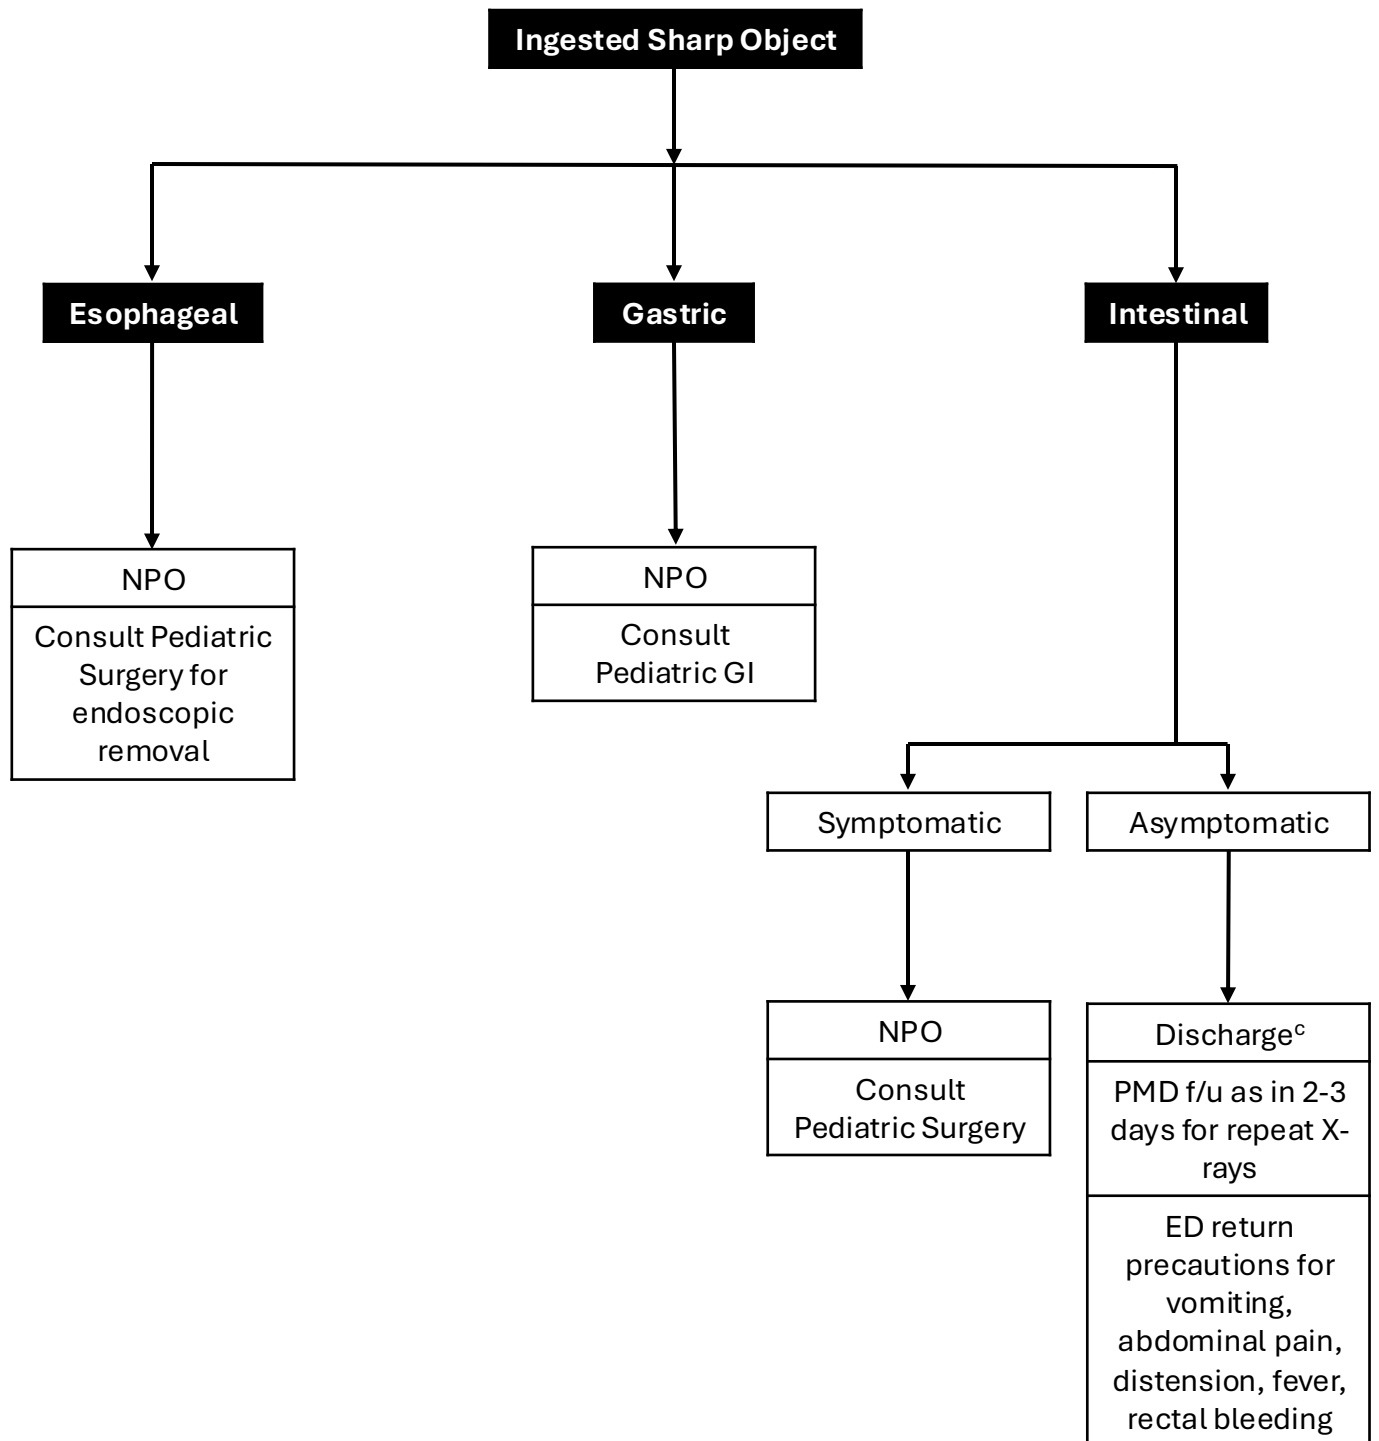 Ingested Sharp Object
Esophageal
Gastric
Intestinal
NPO
Consult Pediatric
Surgery for
endoscopic
removal
NPO
Consult
Pediatric GI
Symptomatic
Asymptomatic
NPO
Consult
Pediatric Surgery
Dischargeᶜ
PMD f/u as in 2-3
days for repeat X-
rays
ED return
precautions for
vomiting,
abdominal pain,
distension, fever,
rectal bleeding